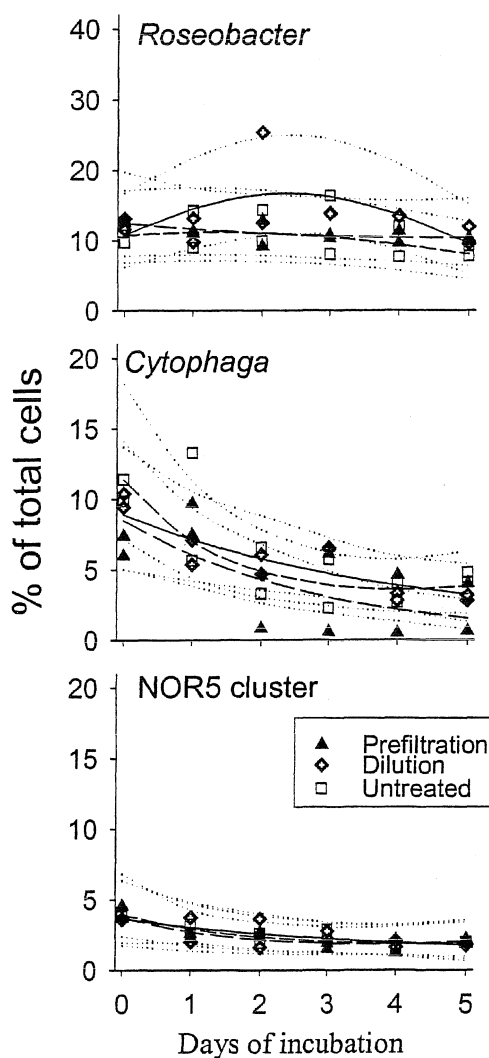 Roseobacter
40
30
20
10
0
% of total cells
Cytophaga
20
15
10
5
0
NOR5 cluster
20
15
10
5
0
Prefiltration
Dilution
Untreated
0 1 2 3 4 5
Days of incubation